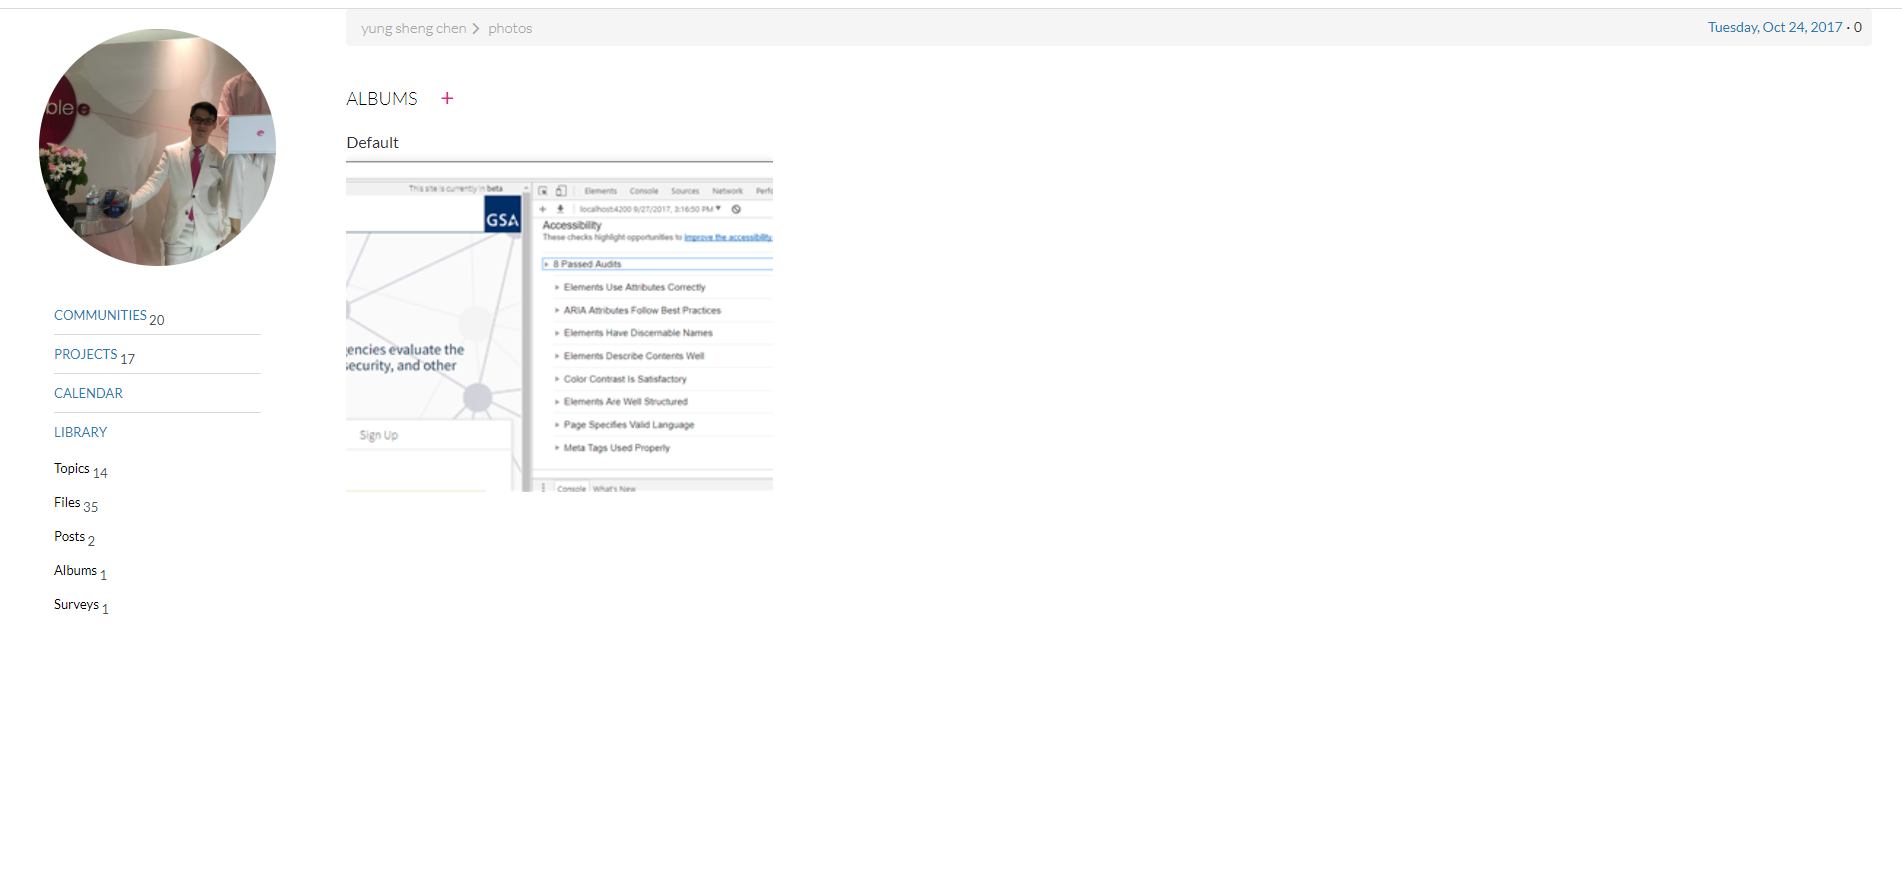 yung sheng chen > photos
Tuesday, Oct 24, 2017 · 0
ble e
COMMUNITIES 20
PROJECTS 17
CALENDAR
LIBRARY
Topics 14
Files 35
Posts 2
Albums 1
Surveys 1
ALBUMS +
Default
This site is currently in beta
GSA
encies evaluate the
security, and other
Sign Up
Elements Console Sources Network Perfo
localhost:4200 9/27/2017, 3:16:50 PM
Accessibility
These checks highlight opportunities to improve the accessibility
8 Passed Audits
Elements Use Attributes Correctly
ARIA Attributes Follow Best Practices
Elements Have Discernable Names
Elements Describe Contents Well
Color Contrast Is Satisfactory
Elements Are Well Structured
Page Specifies Valid Language
Meta Tags Used Properly
Console What's New